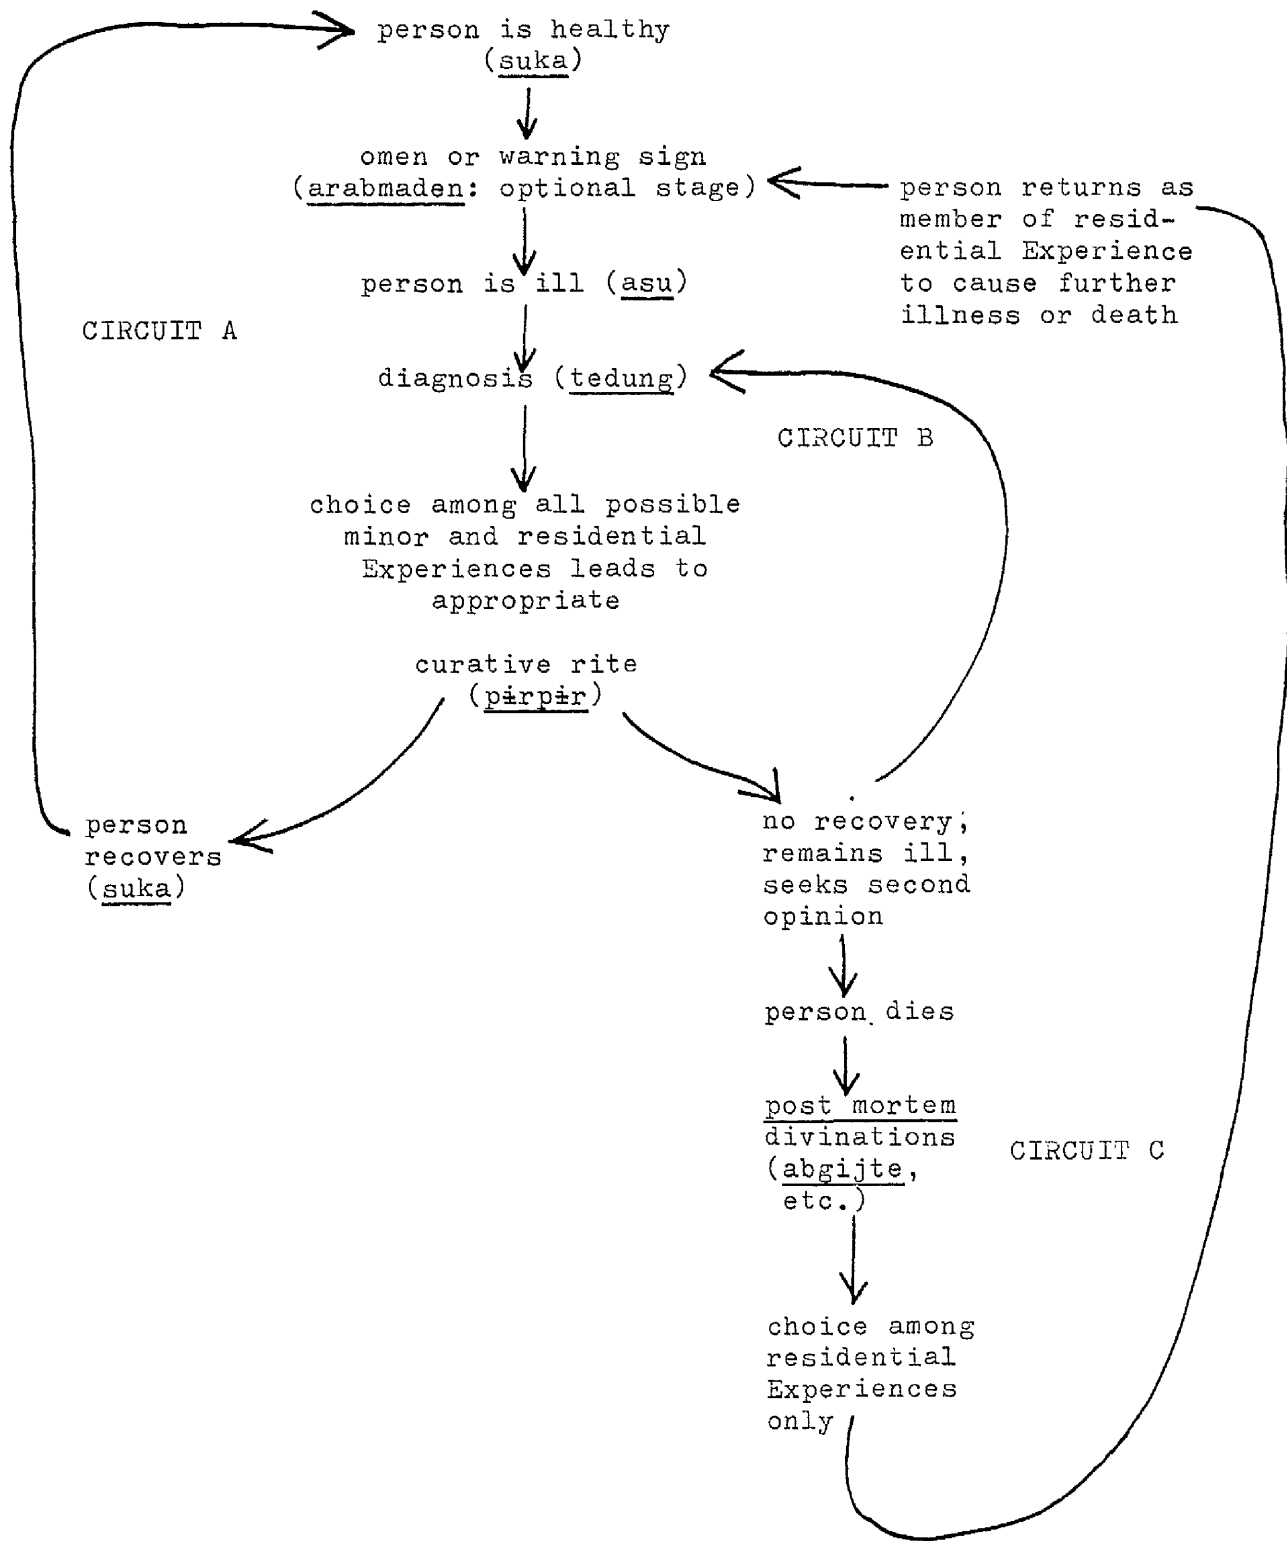 person is healthy
(suka)
omen or warning sign
(arabmaden: optional stage)
person returns as
member of resid-
ential Experience
to cause further
illness or death
person is ill (asu)
CIRCUIT A
diagnosis (tedung)
CIRCUIT B
choice among all possible
minor and residential
Experiences leads to
appropriate
curative rite
(pɨrpɨr)
person
recovers
(suka)
no recovery;
remains ill,
seeks second
opinion
person dies
post mortem
divinations
(abgijte,
etc.)
CIRCUIT C
choice among
residential
Experiences
only